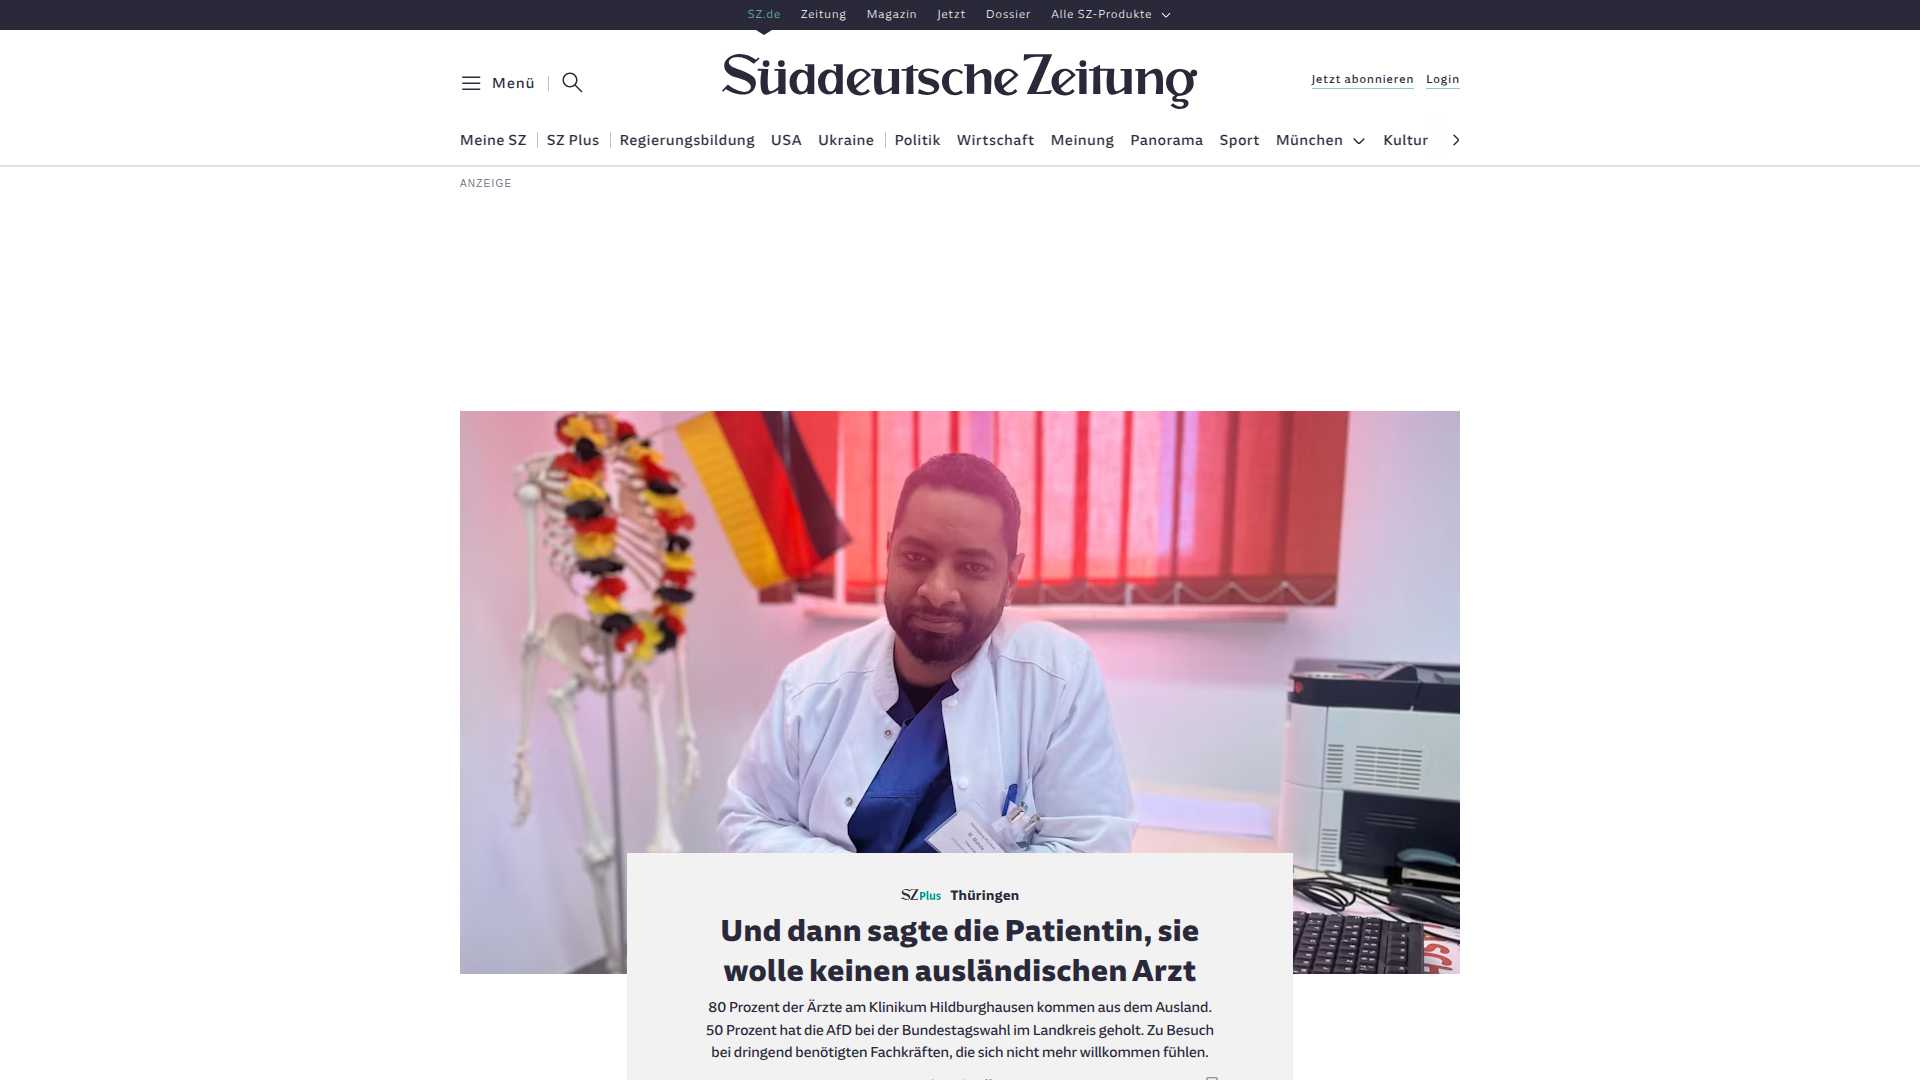 SZ.de Zeitung Magazin Jetzt Dossier Alle SZ-Produkte
Menü
Süddeutsche Zeitung
Jetzt abonnieren Login
Meine SZ SZ Plus Regierungsbildung USA Ukraine Politik Wirtschaft Meinung Panorama Sport München Kultur
ANZEIGE
SZ Plus Thüringen
Und dann sagte die Patientin, sie
wolle keinen ausländischen Arzt
80 Prozent der Ärzte am Klinikum Hildburghausen kommen aus dem Ausland.
50 Prozent hat die AfD bei der Bundestagswahl im Landkreis geholt. Zu Besuch
bei dringend benötigten Fachkräften, die sich nicht mehr willkommen fühlen.